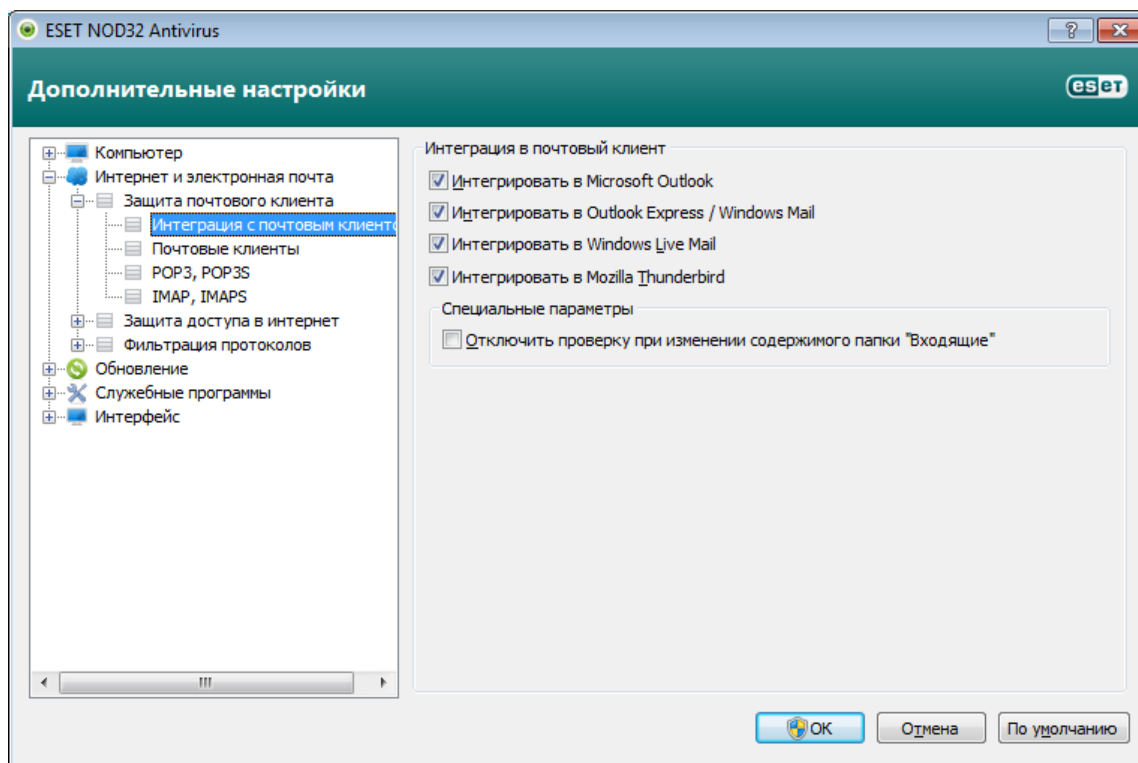 ESET NOD32 Antivirus
Дополнительные настройки
eset
Компьютер
Интернет и электронная почта
Защита почтового клиента
Интеграция с почтовым клиенто
Почтовые клиенты
POP3, POP3S
IMAP, IMAPS
Защита доступа в интернет
Фильтрация протоколов
Обновление
Служебные программы
Интерфейс
Интеграция в почтовый клиент
Интегрировать в Microsoft Outlook
Интегрировать в Outlook Express / Windows Mail
Интегрировать в Windows Live Mail
Интегрировать в Mozilla Thunderbird
Специальные параметры
Отключить проверку при изменении содержимого папки "Входящие"
OK
Отмена
По умолчанию